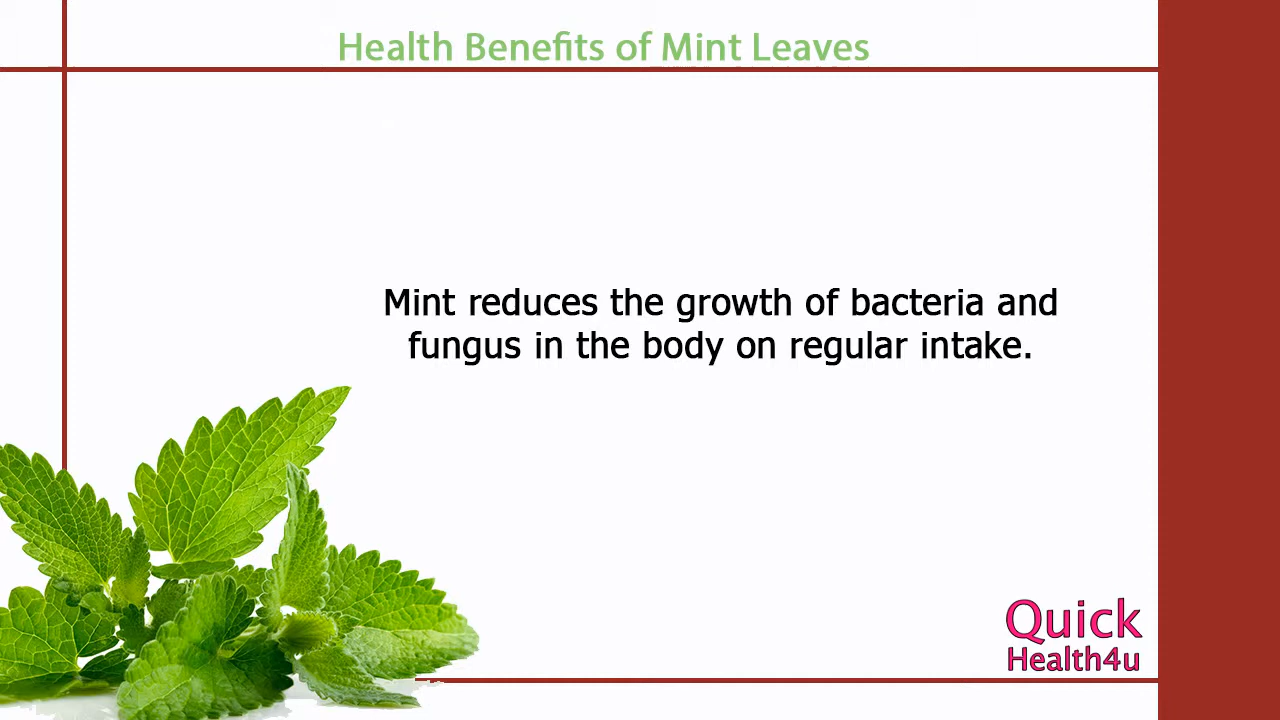 Health Benefits of Mint Leaves
Mint reduces the growth of bacteria and
fungus in the body on regular intake.
Quick
Health4u